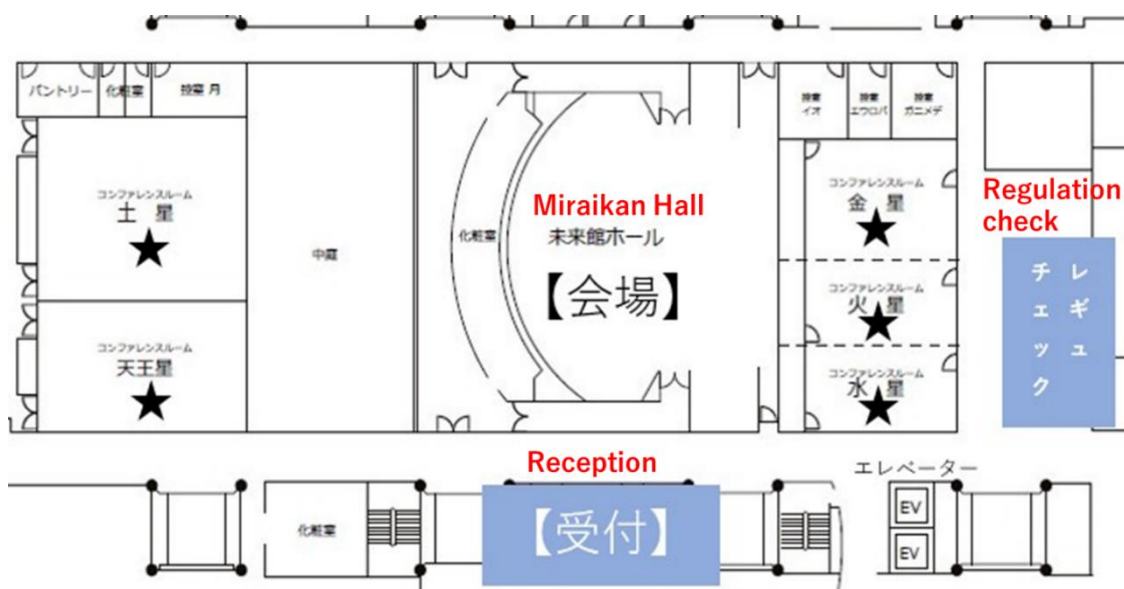 パントリー
化粧室
控室 月
控室
イオ
控室
エウロパ
控室
ガニメデ
コンファレンスルーム
土 星
★
コンファレンスルーム
天王星
★
中庭
化粧室
Miraikan Hall
未来館ホール
【会場】
コンファレンスルーム
金 星
★
コンファレンスルーム
火 星
★
コンファレンスルーム
水 星
★
Regulation
check
レギュ
チェック
Reception
【受付】
化粧室
エレベーター
EV
EV